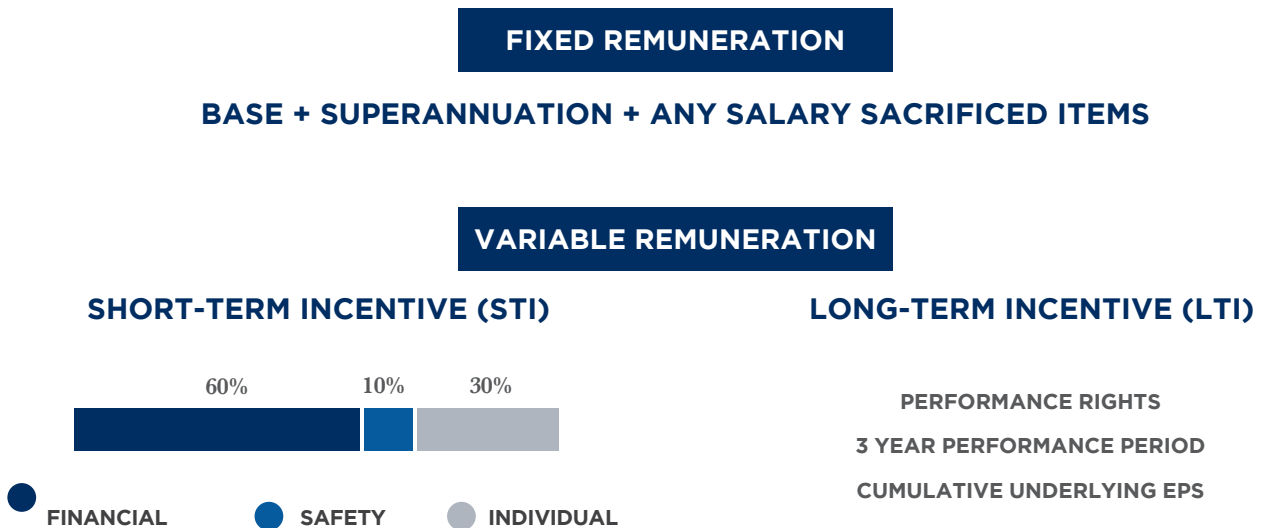 FIXED REMUNERATION
BASE + SUPERANNUATION + ANY SALARY SACRIFICED ITEMS
VARIABLE REMUNERATION
SHORT-TERM INCENTIVE (STI)
60% 10% 30%
FINANCIAL SAFETY INDIVIDUAL
LONG-TERM INCENTIVE (LTI)
PERFORMANCE RIGHTS
3 YEAR PERFORMANCE PERIOD
CUMULATIVE UNDERLYING EPS